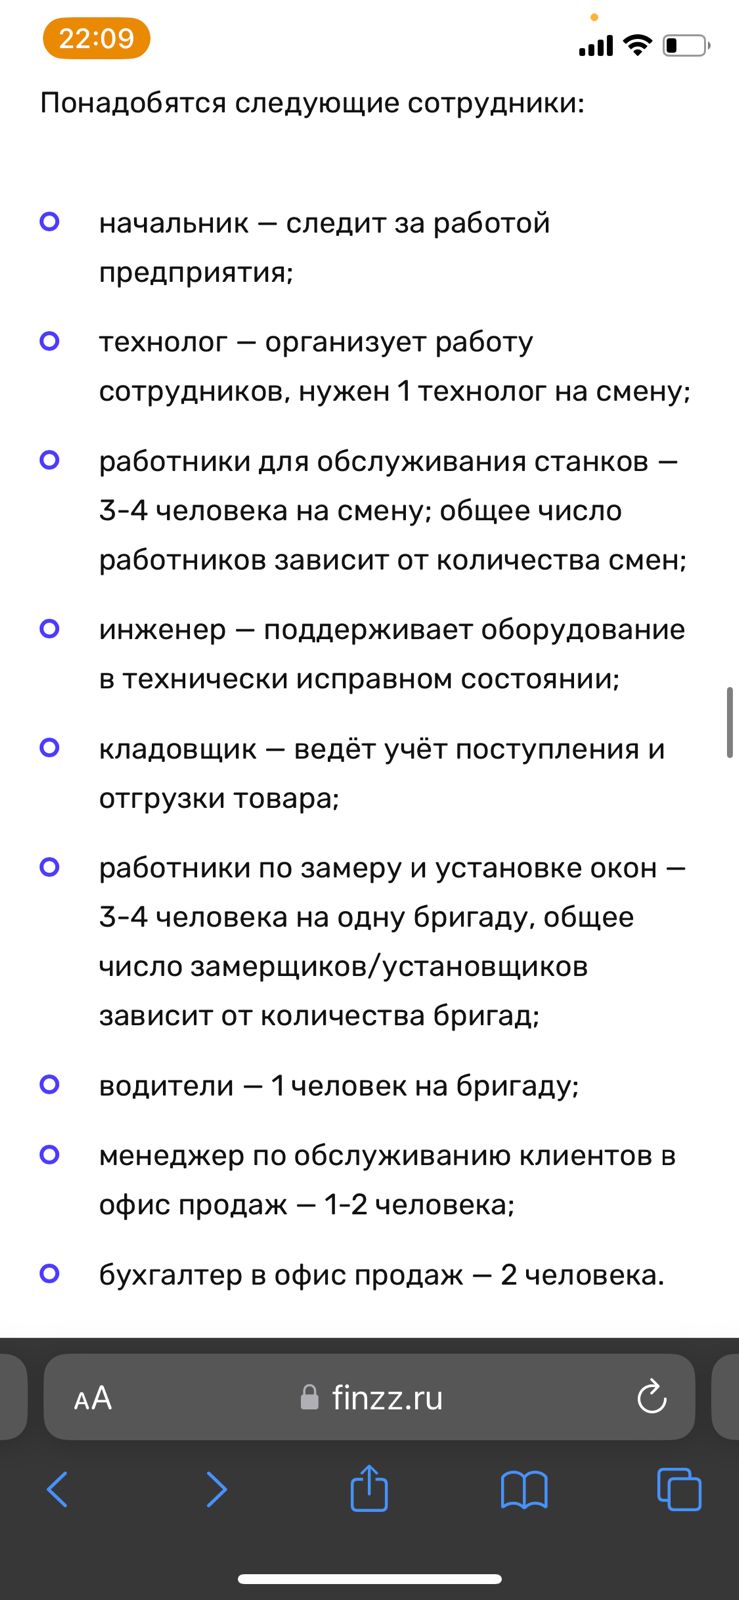 22:09
Понадобятся следующие сотрудники:
начальник — следит за работой
предприятия;
технолог — организует работу
сотрудников, нужен 1 технолог на смену;
работники для обслуживания станков —
3-4 человека на смену; общее число
работников зависит от количества смен;
инженер — поддерживает оборудование
в технически исправном состоянии;
кладовщик — ведёт учёт поступления и
отгрузки товара;
работники по замеру и установке окон —
3-4 человека на одну бригаду, общее
число замерщиков/установщиков
зависит от количества бригад;
водители — 1 человек на бригаду;
менеджер по обслуживанию клиентов в
офис продаж — 1-2 человека;
бухгалтер в офис продаж — 2 человека.
AA finzz.ru